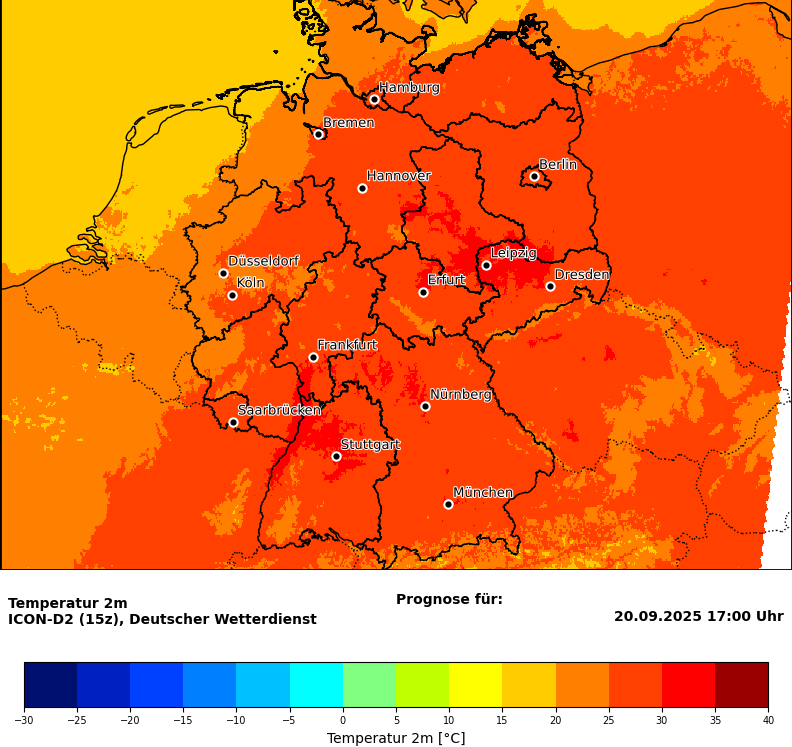 Hamburg
Bremen
Berlin
Hannover
Leipzig
Düsseldorf
Dresden
Köln
Erfurt
Frankfurt
Nürnberg
Saarbrücken
Stuttgart
München
Temperatur 2m
ICON-D2 (15z), Deutscher Wetterdienst
Prognose für:
20.09.2025 17:00 Uhr
−30 −25 −20 −15 −10 −5 0 5 10 15 20 25 30 35 40
Temperatur 2m [°C]